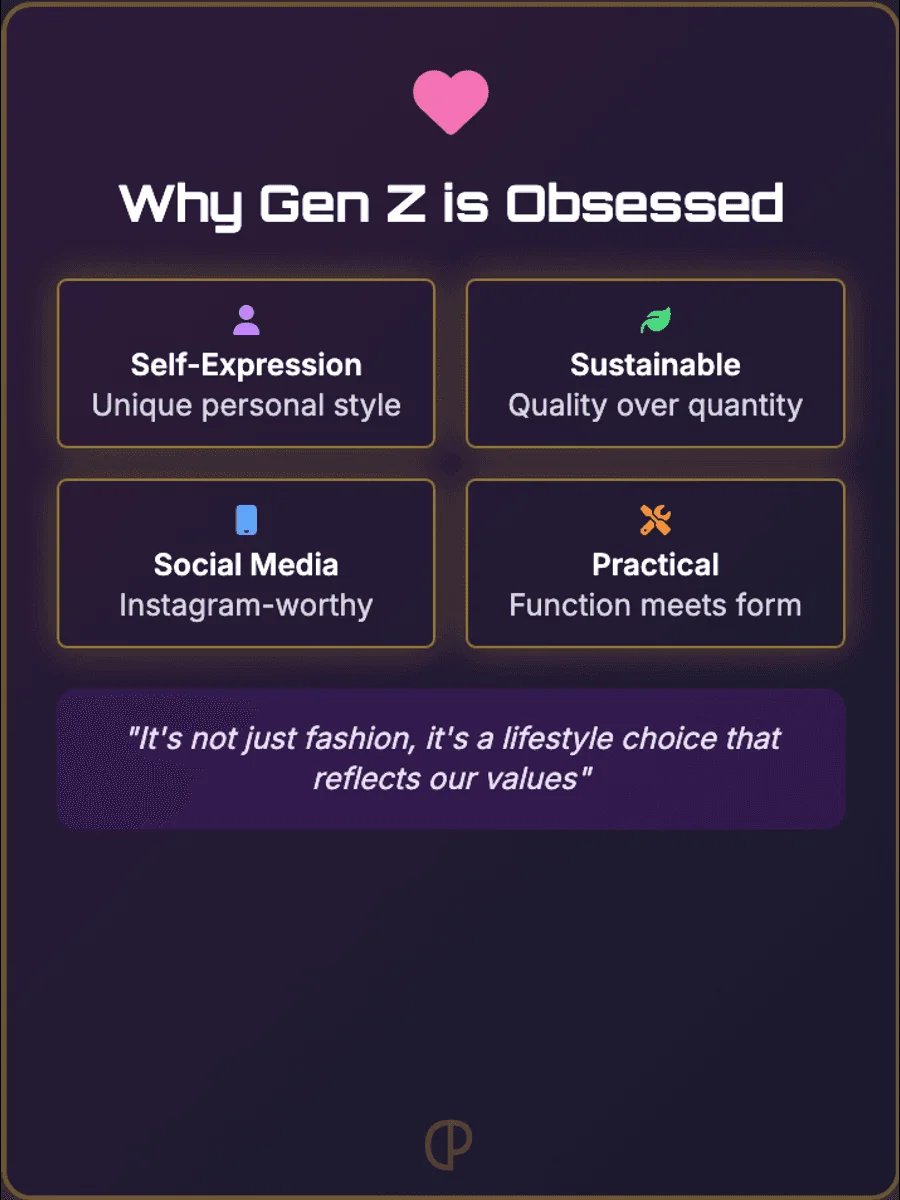 Why Gen Z is Obsessed
Self-Expression
Unique personal style
Sustainable
Quality over quantity
Social Media
Instagram-worthy
Practical
Function meets form
"It's not just fashion, it's a lifestyle choice that
reflects our values"